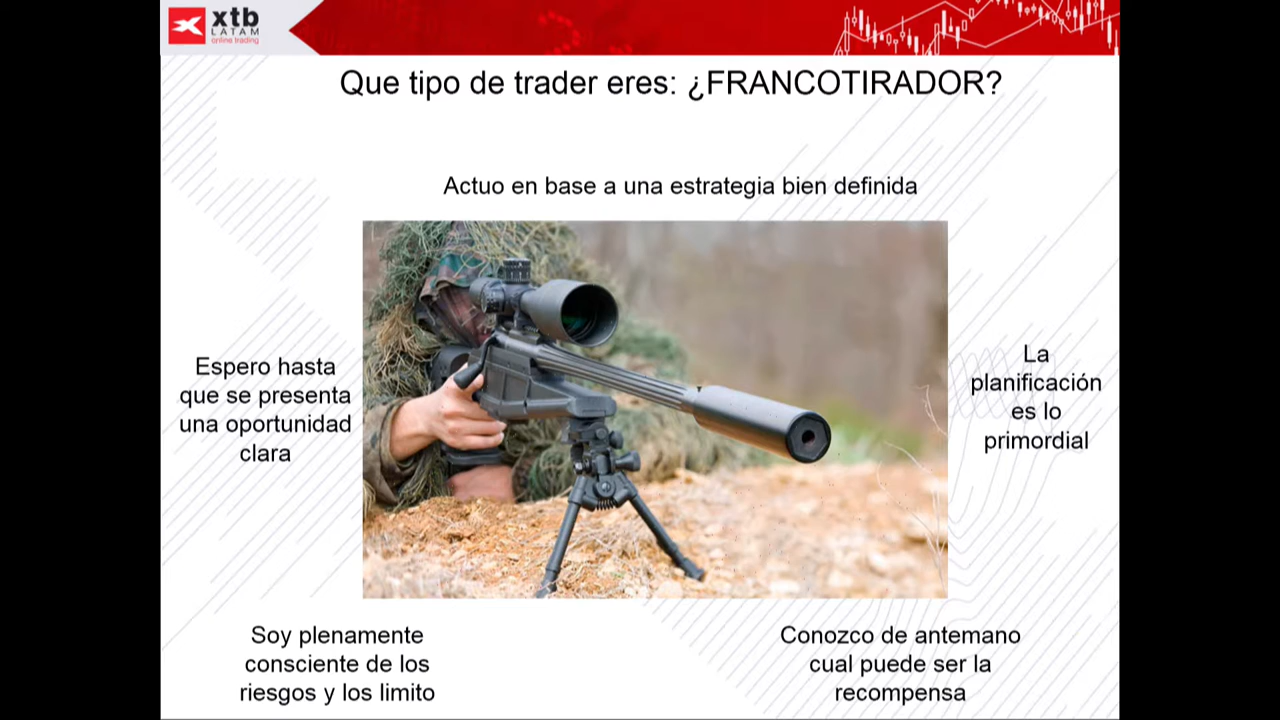 xtb
LATAM
online trading
Que tipo de trader eres: ¿FRANCOTIRADOR?
Actuo en base a una estrategia bien definida
Espero hasta
que se presenta
una oportunidad
clara
La
planificación
es lo
primordial
Soy plenamente
consciente de los
riesgos y los limito
Conozco de antemano
cual puede ser la
recompensa